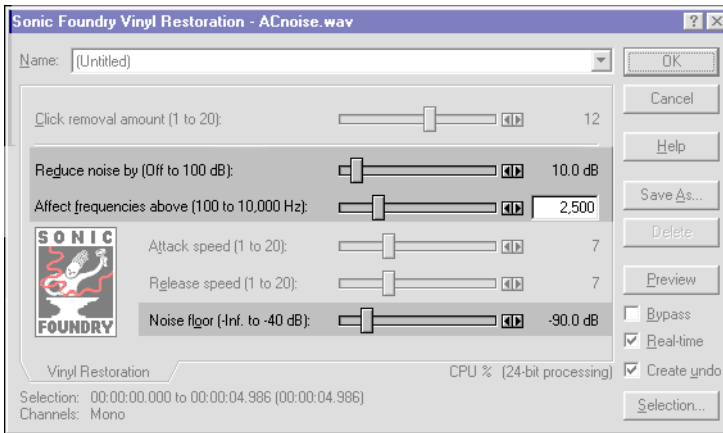 Sonic Foundry Vinyl Restoration - ACnoise.wav
Name: (Untitled)
OK
Cancel
Help
Save As...
Delete
Preview
Bypass
Real-time
Create undo
Selection...
Click removal amount (1 to 20): 12
Reduce noise by (Off to 100 dB): 10.0 dB
Affect frequencies above (100 to 10,000 Hz): 2,500
SONIC
FOUNDRY
Attack speed (1 to 20): 7
Release speed (1 to 20): 7
Noise floor (-Inf. to -40 dB): -90.0 dB
Vinyl Restoration
CPU % (24-bit processing)
Selection: 00:00:00.000 to 00:00:04.986 (00:00:04.986)
Channels: Mono